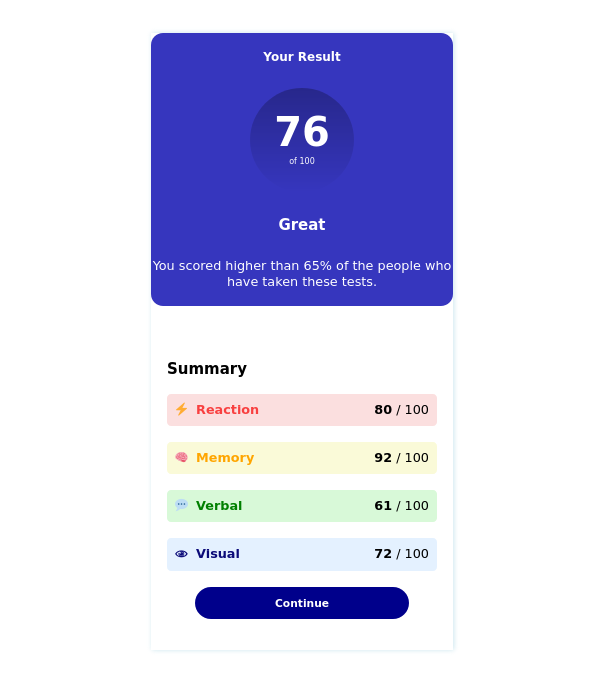 Your Result
76
of 100
Great
You scored higher than 65% of the people who
have taken these tests.
Summary
⚡ Reaction 80 / 100
🧠 Memory 92 / 100
💬 Verbal 61 / 100
👁 Visual 72 / 100
Continue